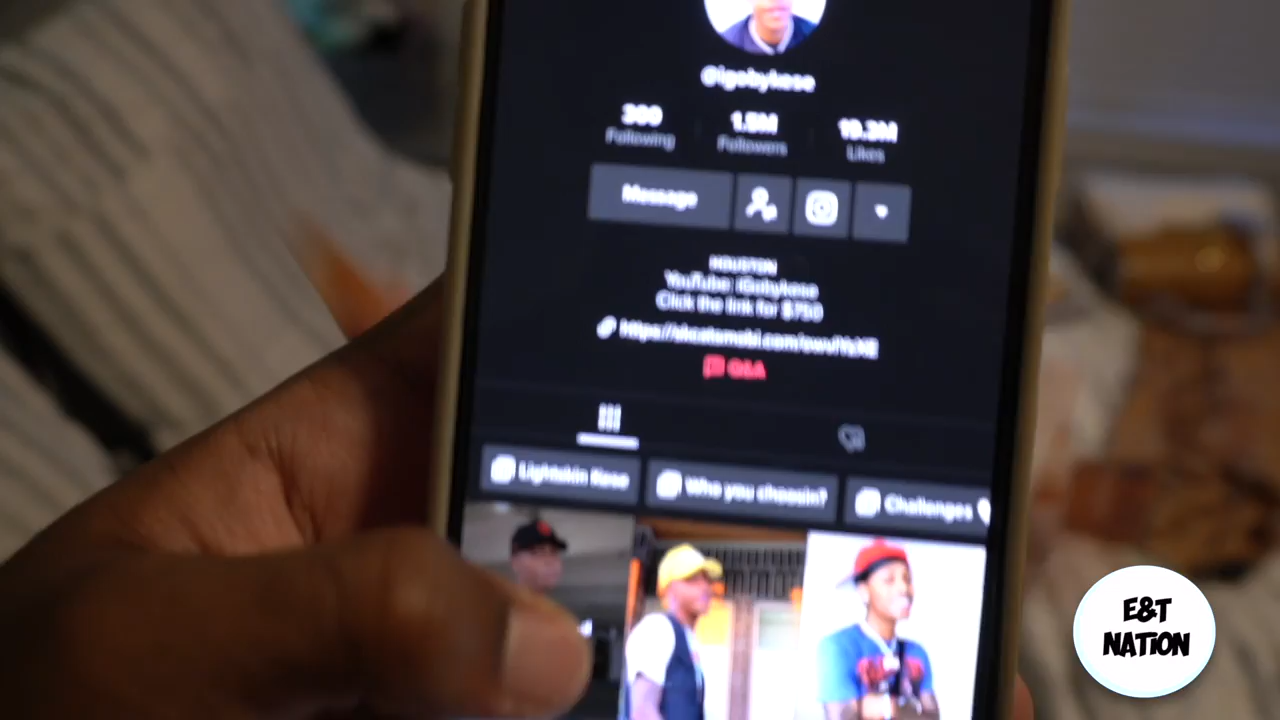 @igobykese
300 1.5M 19.3M
Following Followers Likes
Message
HOUSTON
YouTube: iGobykese
Click the link for $750
Q&A
Lightskin Kese
Who you choosin?
Challenges
E&T
NATION